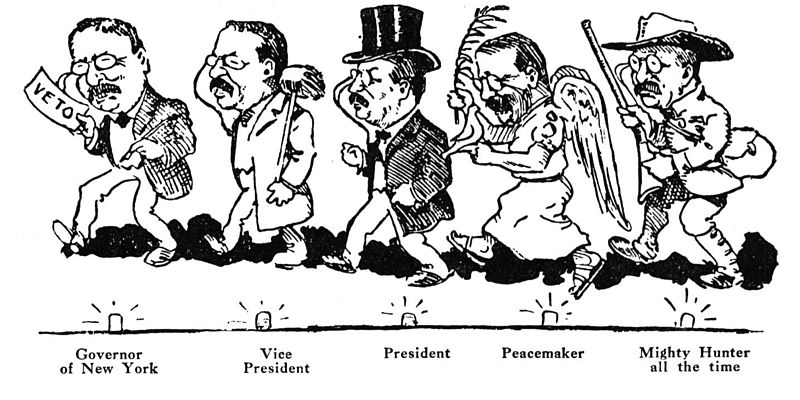 VETO
Governor
of New York
Vice
President
President
Peacemaker
Mighty Hunter
all the time